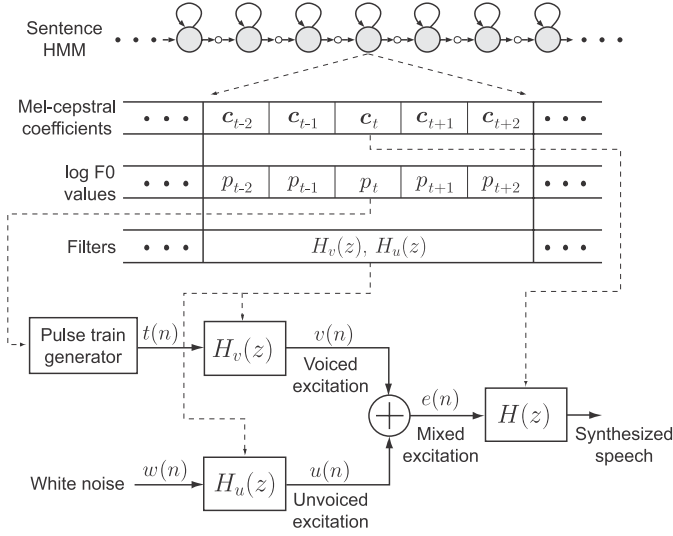 Sentence
HMM
Mel-cepstral
coefficients
c_{t-2} c_{t-1} c_t c_{t+1} c_{t+2}
log F0
values
p_{t-2} p_{t-1} p_t p_{t+1} p_{t+2}
Filters
H_v(z), H_u(z)
Pulse train
generator
t(n)
H_v(z)
v(n)
Voiced
excitation
e(n)
Mixed
excitation
H(z)
Synthesized
speech
White noise
w(n)
H_u(z)
u(n)
Unvoiced
excitation